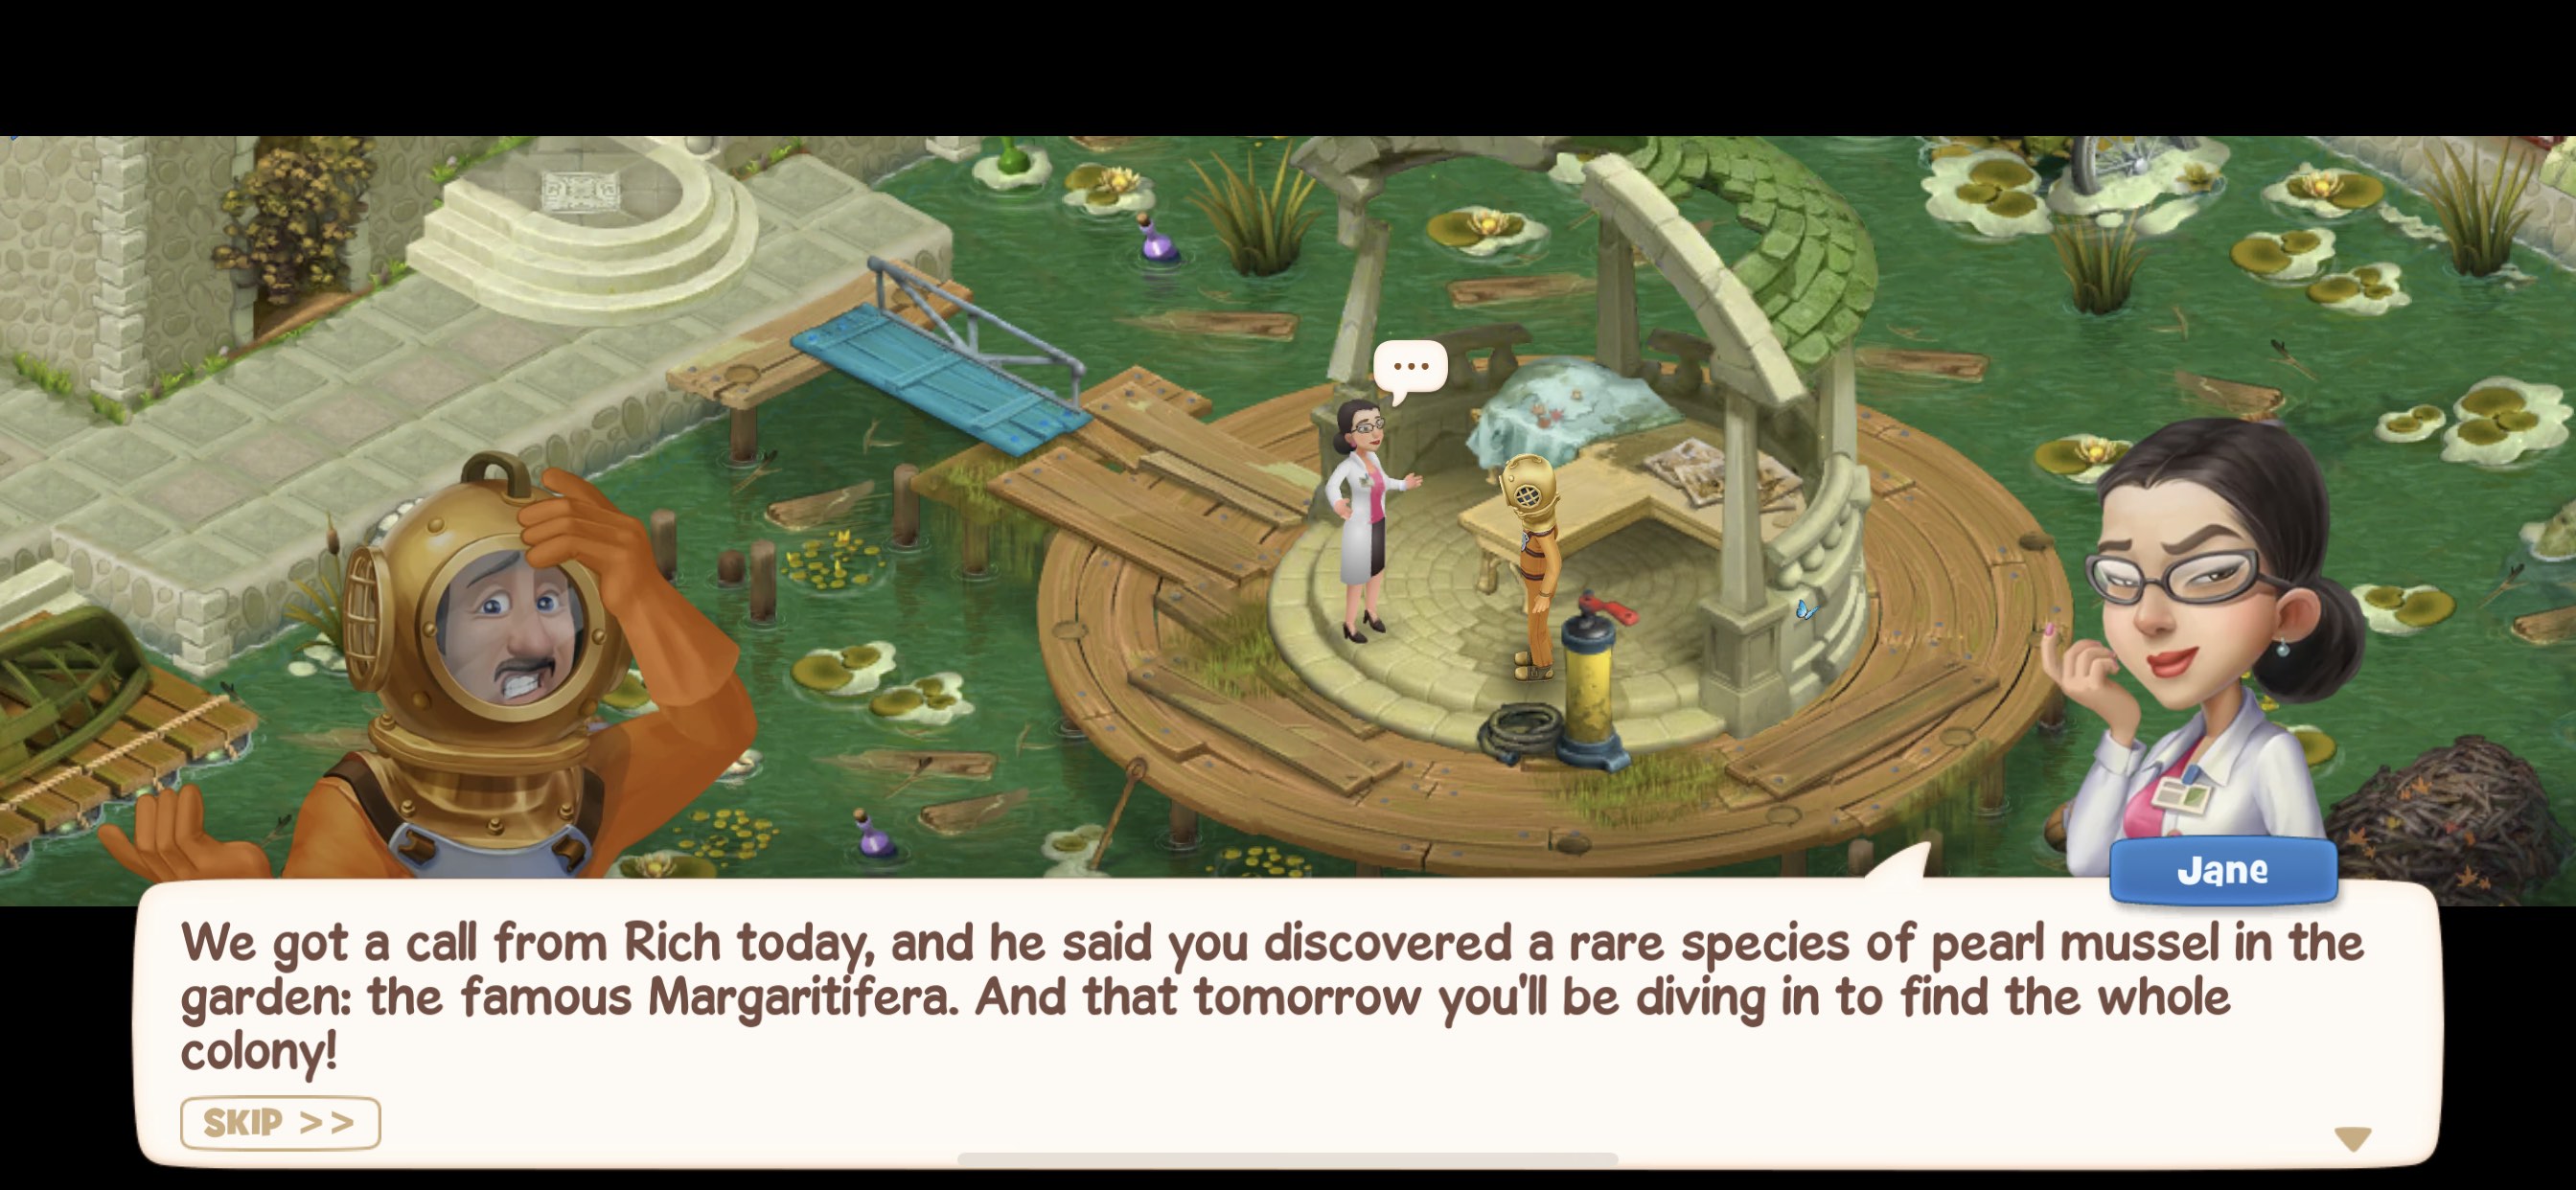 Jane
We got a call from Rich today, and he said you discovered a rare species of pearl mussel in the
garden: the famous Margaritifera. And that tomorrow you'll be diving in to find the whole
colony!
SKIP >>